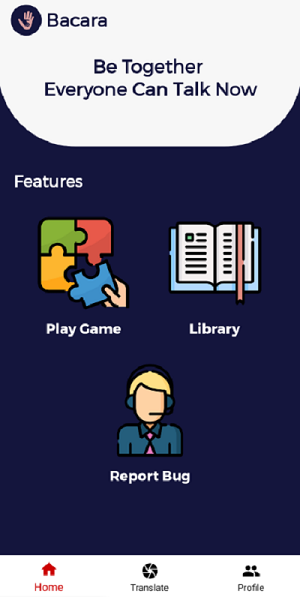 Bacara
Be Together
Everyone Can Talk Now
Features
Play Game
Library
Report Bug
Home
Translate
Profile